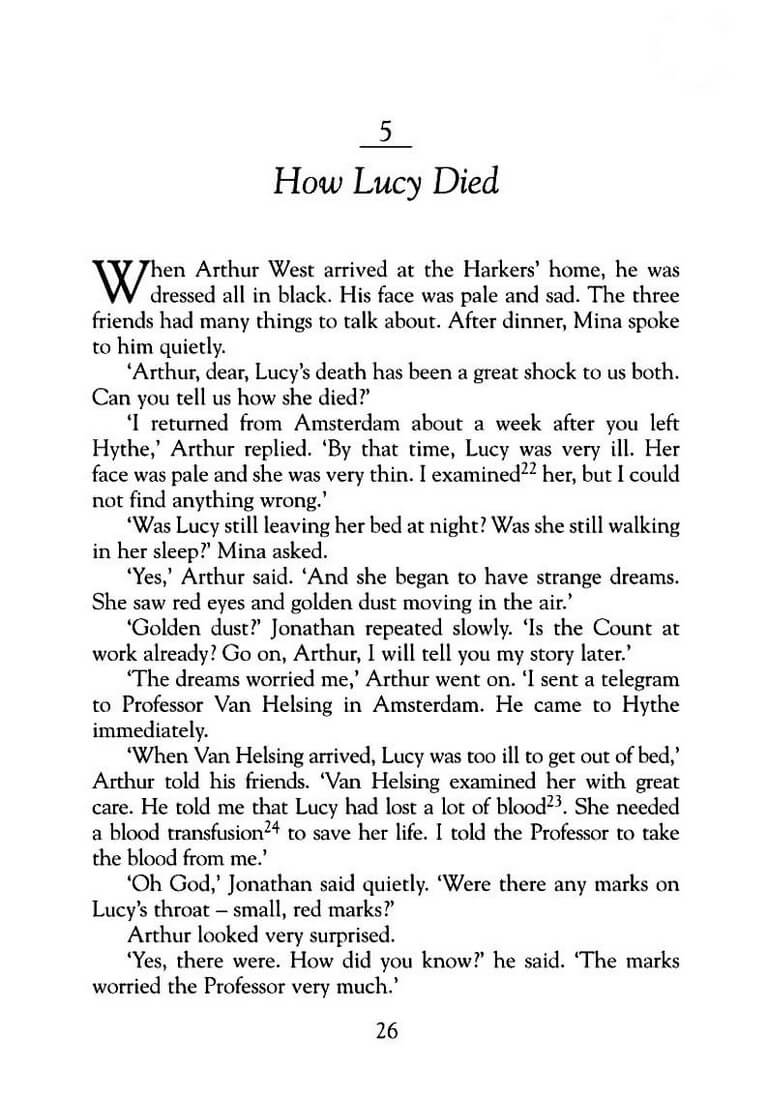 5
How Lucy Died
When Arthur West arrived at the Harkers’ home, he was
dressed all in black. His face was pale and sad. The three
friends had many things to talk about. After dinner, Mina spoke
to him quietly.
‘Arthur, dear, Lucy’s death has been a great shock to us both.
Can you tell us how she died?’
‘I returned from Amsterdam about a week after you left
Hythe,’ Arthur replied. ‘By that time, Lucy was very ill. Her
face was pale and she was very thin. I examined22 her, but I could
not find anything wrong.’
‘Was Lucy still leaving her bed at night? Was she still walking
in her sleep?’ Mina asked.
‘Yes,’ Arthur said. ‘And she began to have strange dreams.
She saw red eyes and golden dust moving in the air.’
‘Golden dust?’ Jonathan repeated slowly. ‘Is the Count at
work already? Go on, Arthur, I will tell you my story later.’
‘The dreams worried me,’ Arthur went on. ‘I sent a telegram
to Professor Van Helsing in Amsterdam. He came to Hythe
immediately.
‘When Van Helsing arrived, Lucy was too ill to get out of bed,’
Arthur told his friends. ‘Van Helsing examined her with great
care. He told me that Lucy had lost a lot of blood23. She needed
a blood transfusion24 to save her life. I told the Professor to take
the blood from me.’
‘Oh God,’ Jonathan said quietly. ‘Were there any marks on
Lucy’s throat – small, red marks?’
Arthur looked very surprised.
‘Yes, there were. How did you know?’ he said. ‘The marks
worried the Professor very much.’
26